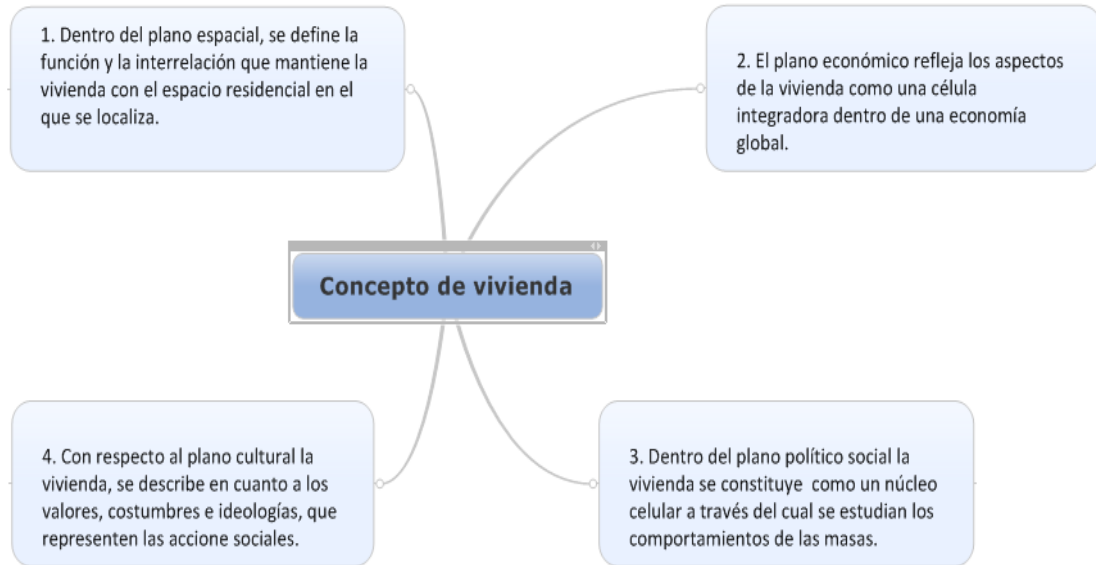 1. Dentro del plano espacial, se define la
función y la interrelación que mantiene la
vivienda con el espacio residencial en el
que se localiza.
2. El plano económico refleja los aspectos
de la vivienda como una célula
integradora dentro de una economía
global.
Concepto de vivienda
4. Con respecto al plano cultural la
vivienda, se describe en cuanto a los
valores, costumbres e ideologías, que
representen las accione sociales.
3. Dentro del plano político social la
vivienda se constituye como un núcleo
celular a través del cual se estudian los
comportamientos de las masas.